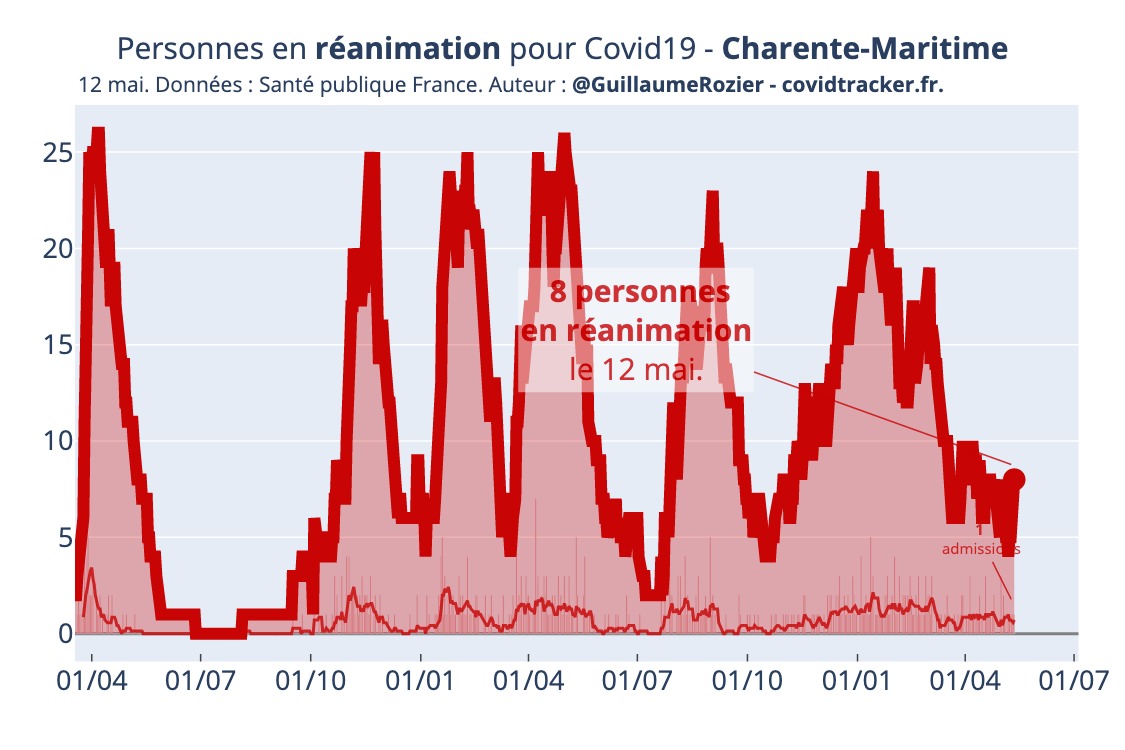 Personnes en réanimation pour Covid19 - Charente-Maritime
12 mai. Données : Santé publique France. Auteur : @GuillaumeRozier - covidtracker.fr.
25
20
15
10
5
0
8 personnes
en réanimation
le 12 mai.
1
admissions
01/04 01/07 01/10 01/01 01/04 01/07 01/10 01/01 01/04 01/07